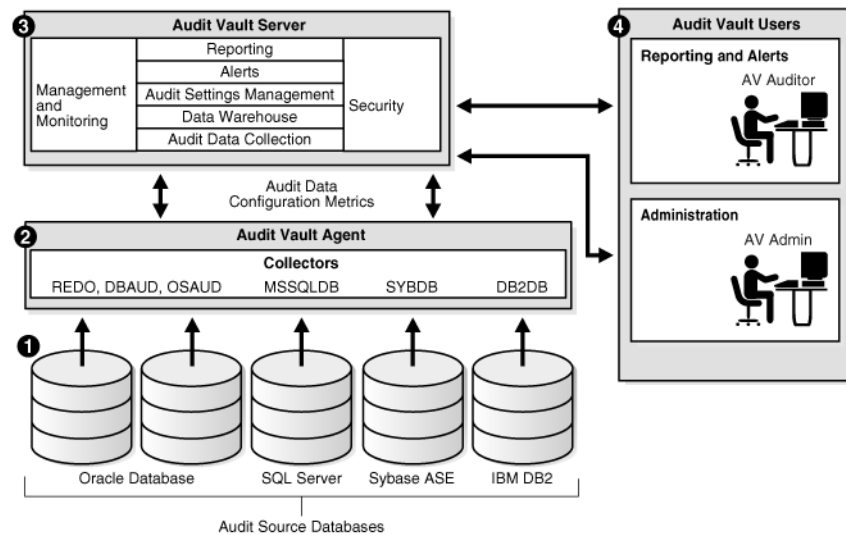 3
Audit Vault Server
Management
and
Monitoring
Reporting
Alerts
Audit Settings Management
Data Warehouse
Audit Data Collection
Security
Audit Data
Configuration Metrics
2
Audit Vault Agent
Collectors
REDO, DBAUD, OSAUD
MSSQLDB
SYBDB
DB2DB
1
Oracle Database
SQL Server
Sybase ASE
IBM DB2
Audit Source Databases
4
Audit Vault Users
Reporting and Alerts
AV Auditor
Administration
AV Admin